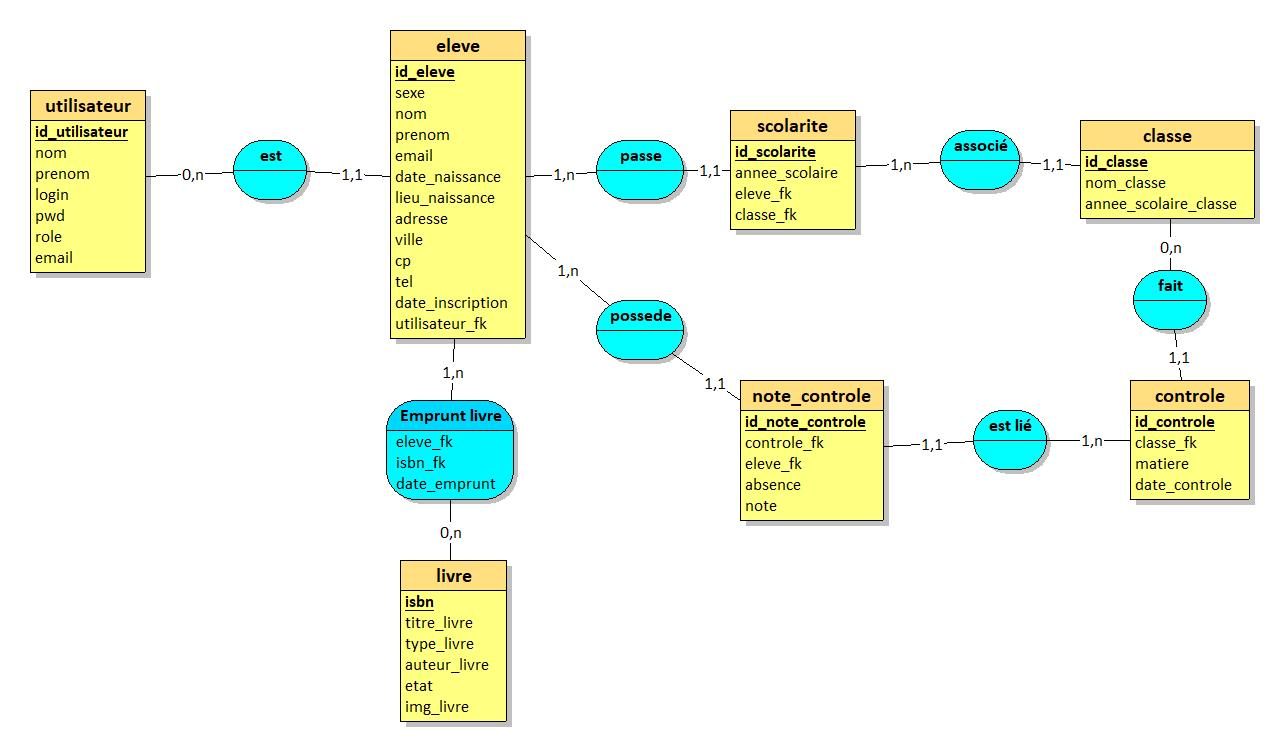 utilisateur
id_utilisateur
nom
prenom
login
pwd
role
email
0,n
est
1,1
eleve
id_eleve
sexe
nom
prenom
email
date_naissance
lieu_naissance
adresse
ville
cp
tel
date_inscription
utilisateur_fk
1,n
passe
1,1
scolarite
id_scolarite
annee_scolaire
eleve_fk
classe_fk
1,n
associé
1,1
classe
id_classe
nom_classe
annee_scolaire_classe
0,n
fait
1,1
1,n
possede
1,1
note_controle
id_note_controle
controle_fk
eleve_fk
absence
note
1,1
est lié
1,n
controle
id_controle
classe_fk
matiere
date_controle
1,n
Emprunt livre
eleve_fk
isbn_fk
date_emprunt
0,n
livre
isbn
titre_livre
type_livre
auteur_livre
etat
img_livre